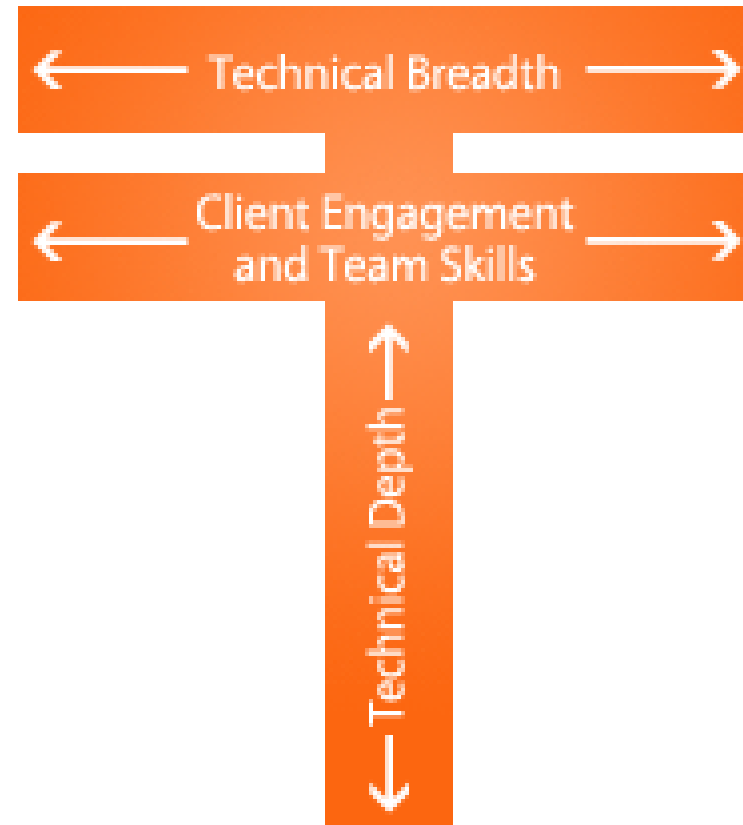 Technical Breadth
Client Engagement
and Team Skills
Technical Depth